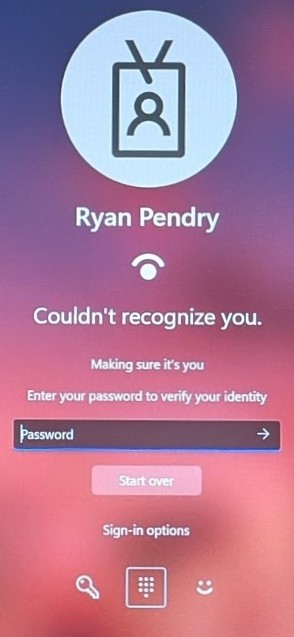 Ryan Pendry
Couldn't recognize you.
Making sure it's you
Enter your password to verify your identity
Password
Start over
Sign-in options